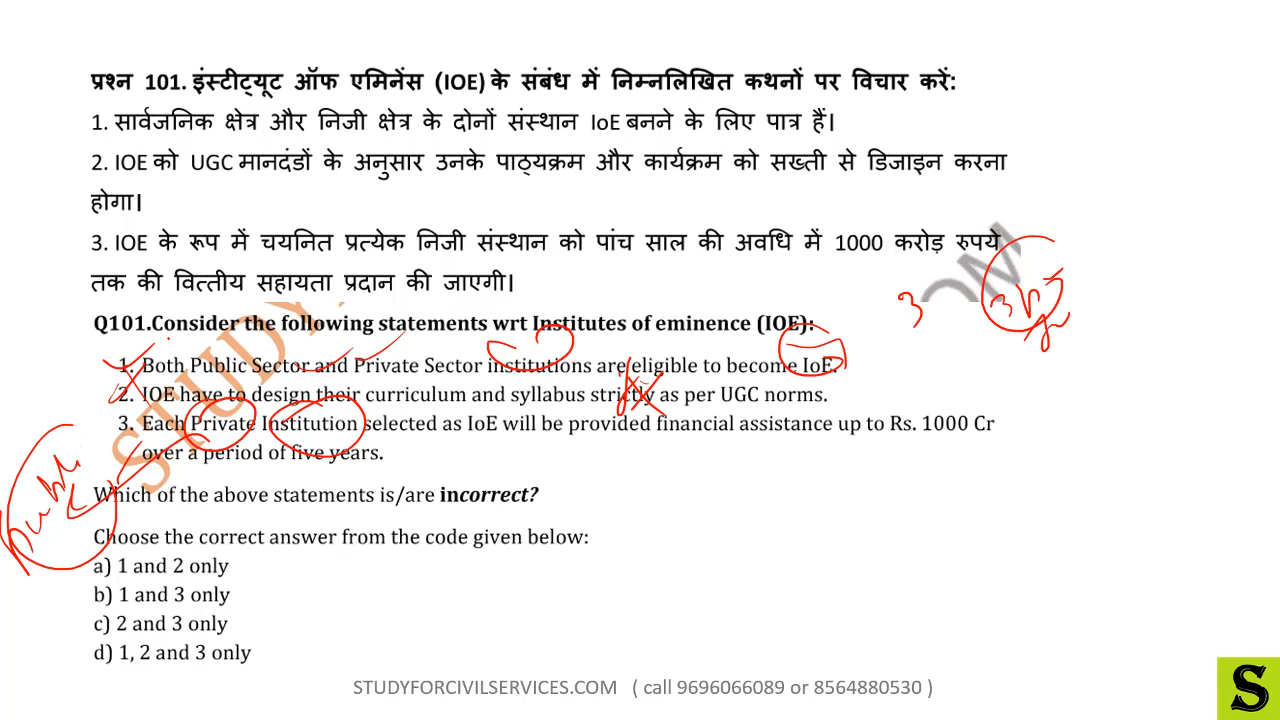 प्रश्न 101. इंस्टीट्यूट ऑफ एमिनेंस (IOE) के संबंध में निम्नलिखित कथनों पर विचार करें:
1. सार्वजनिक क्षेत्र और निजी क्षेत्र के दोनों संस्थान IoE बनने के लिए पात्र हैं।
2. IOE को UGC मानदंडों के अनुसार उनके पाठ्यक्रम और कार्यक्रम को सख्ती से डिजाइन करना
होगा।
3. IOE के रूप में चयनित प्रत्येक निजी संस्थान को पांच साल की अवधि में 1000 करोड़ रुपये
तक की वित्तीय सहायता प्रदान की जाएगी।
Q101.Consider the following statements wrt Institutes of eminence (IOE):
1. Both Public Sector and Private Sector institutions are eligible to become IoE.
2. IOE have to design their curriculum and syllabus strictly as per UGC norms.
3. Each Private Institution selected as IoE will be provided financial assistance up to Rs. 1000 Cr
over a period of five years.
Which of the above statements is/are incorrect?
Choose the correct answer from the code given below:
a) 1 and 2 only
b) 1 and 3 only
c) 2 and 3 only
d) 1, 2 and 3 only
STUDYFORCIVILSERVICES.COM ( call 9696066089 or 8564880530 )
S